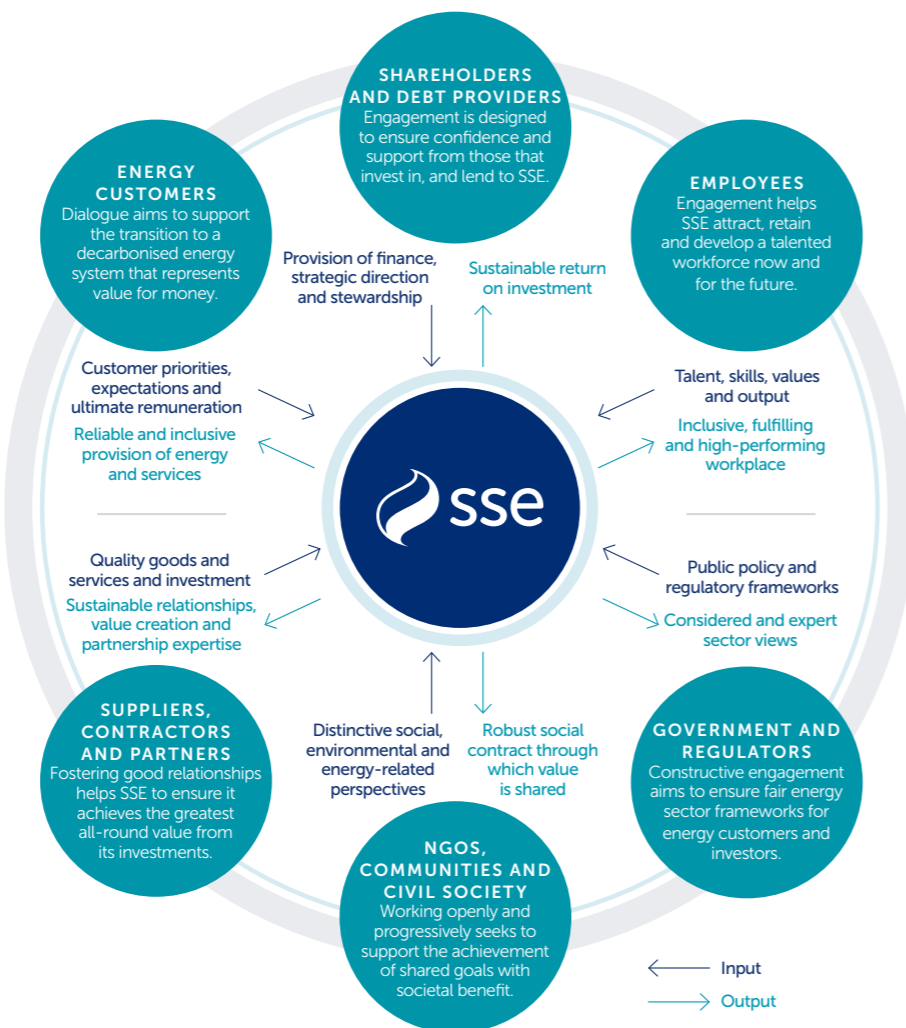 SHAREHOLDERS
AND DEBT PROVIDERS
Engagement is designed
to ensure confidence and
support from those that
invest in, and lend to SSE.
ENERGY
CUSTOMERS
Dialogue aims to support
the transition to a
decarbonised energy
system that represents
value for money.
EMPLOYEES
Engagement helps
SSE attract, retain
and develop a talented
workforce now and
for the future.
Provision of finance,
strategic direction
and stewardship
Sustainable return
on investment
Customer priorities,
expectations and
ultimate remuneration
Reliable and inclusive
provision of energy
and services
Talent, skills, values
and output
Inclusive, fulfilling
and high-performing
workplace
sse
Quality goods and
services and investment
Sustainable relationships,
value creation and
partnership expertise
Public policy and
regulatory frameworks
Considered and expert
sector views
SUPPLIERS,
CONTRACTORS
AND PARTNERS
Fostering good relationships
helps SSE to ensure it
achieves the greatest
all-round value from
its investments.
Distinctive social,
environmental and
energy-related
perspectives
Robust social
contract through
which value
is shared
GOVERNMENT AND
REGULATORS
Constructive engagement
aims to ensure fair energy
sector frameworks for
energy customers and
investors.
NGOS,
COMMUNITIES AND
CIVIL SOCIETY
Working openly and
progressively seeks to
support the achievement
of shared goals with
societal benefit.
Input
Output